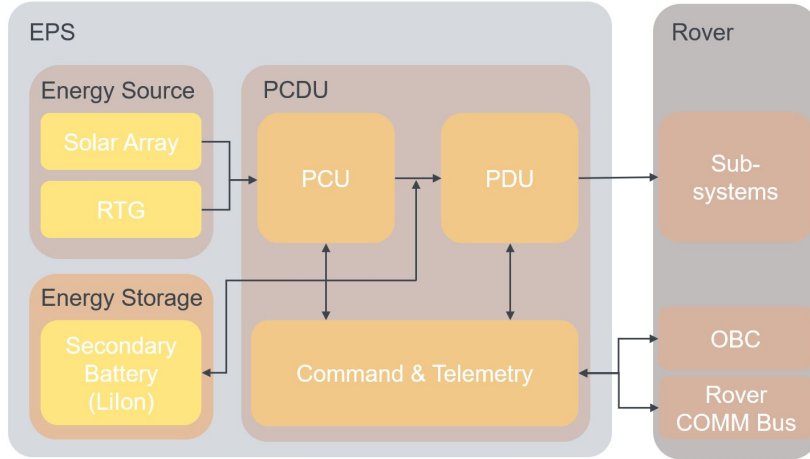 EPS
Energy Source
Solar Array
RTG
Energy Storage
Secondary
Battery
(LiIon)
PCDU
PCU
PDU
Command & Telemetry
Rover
Sub-
systems
OBC
Rover
COMM Bus